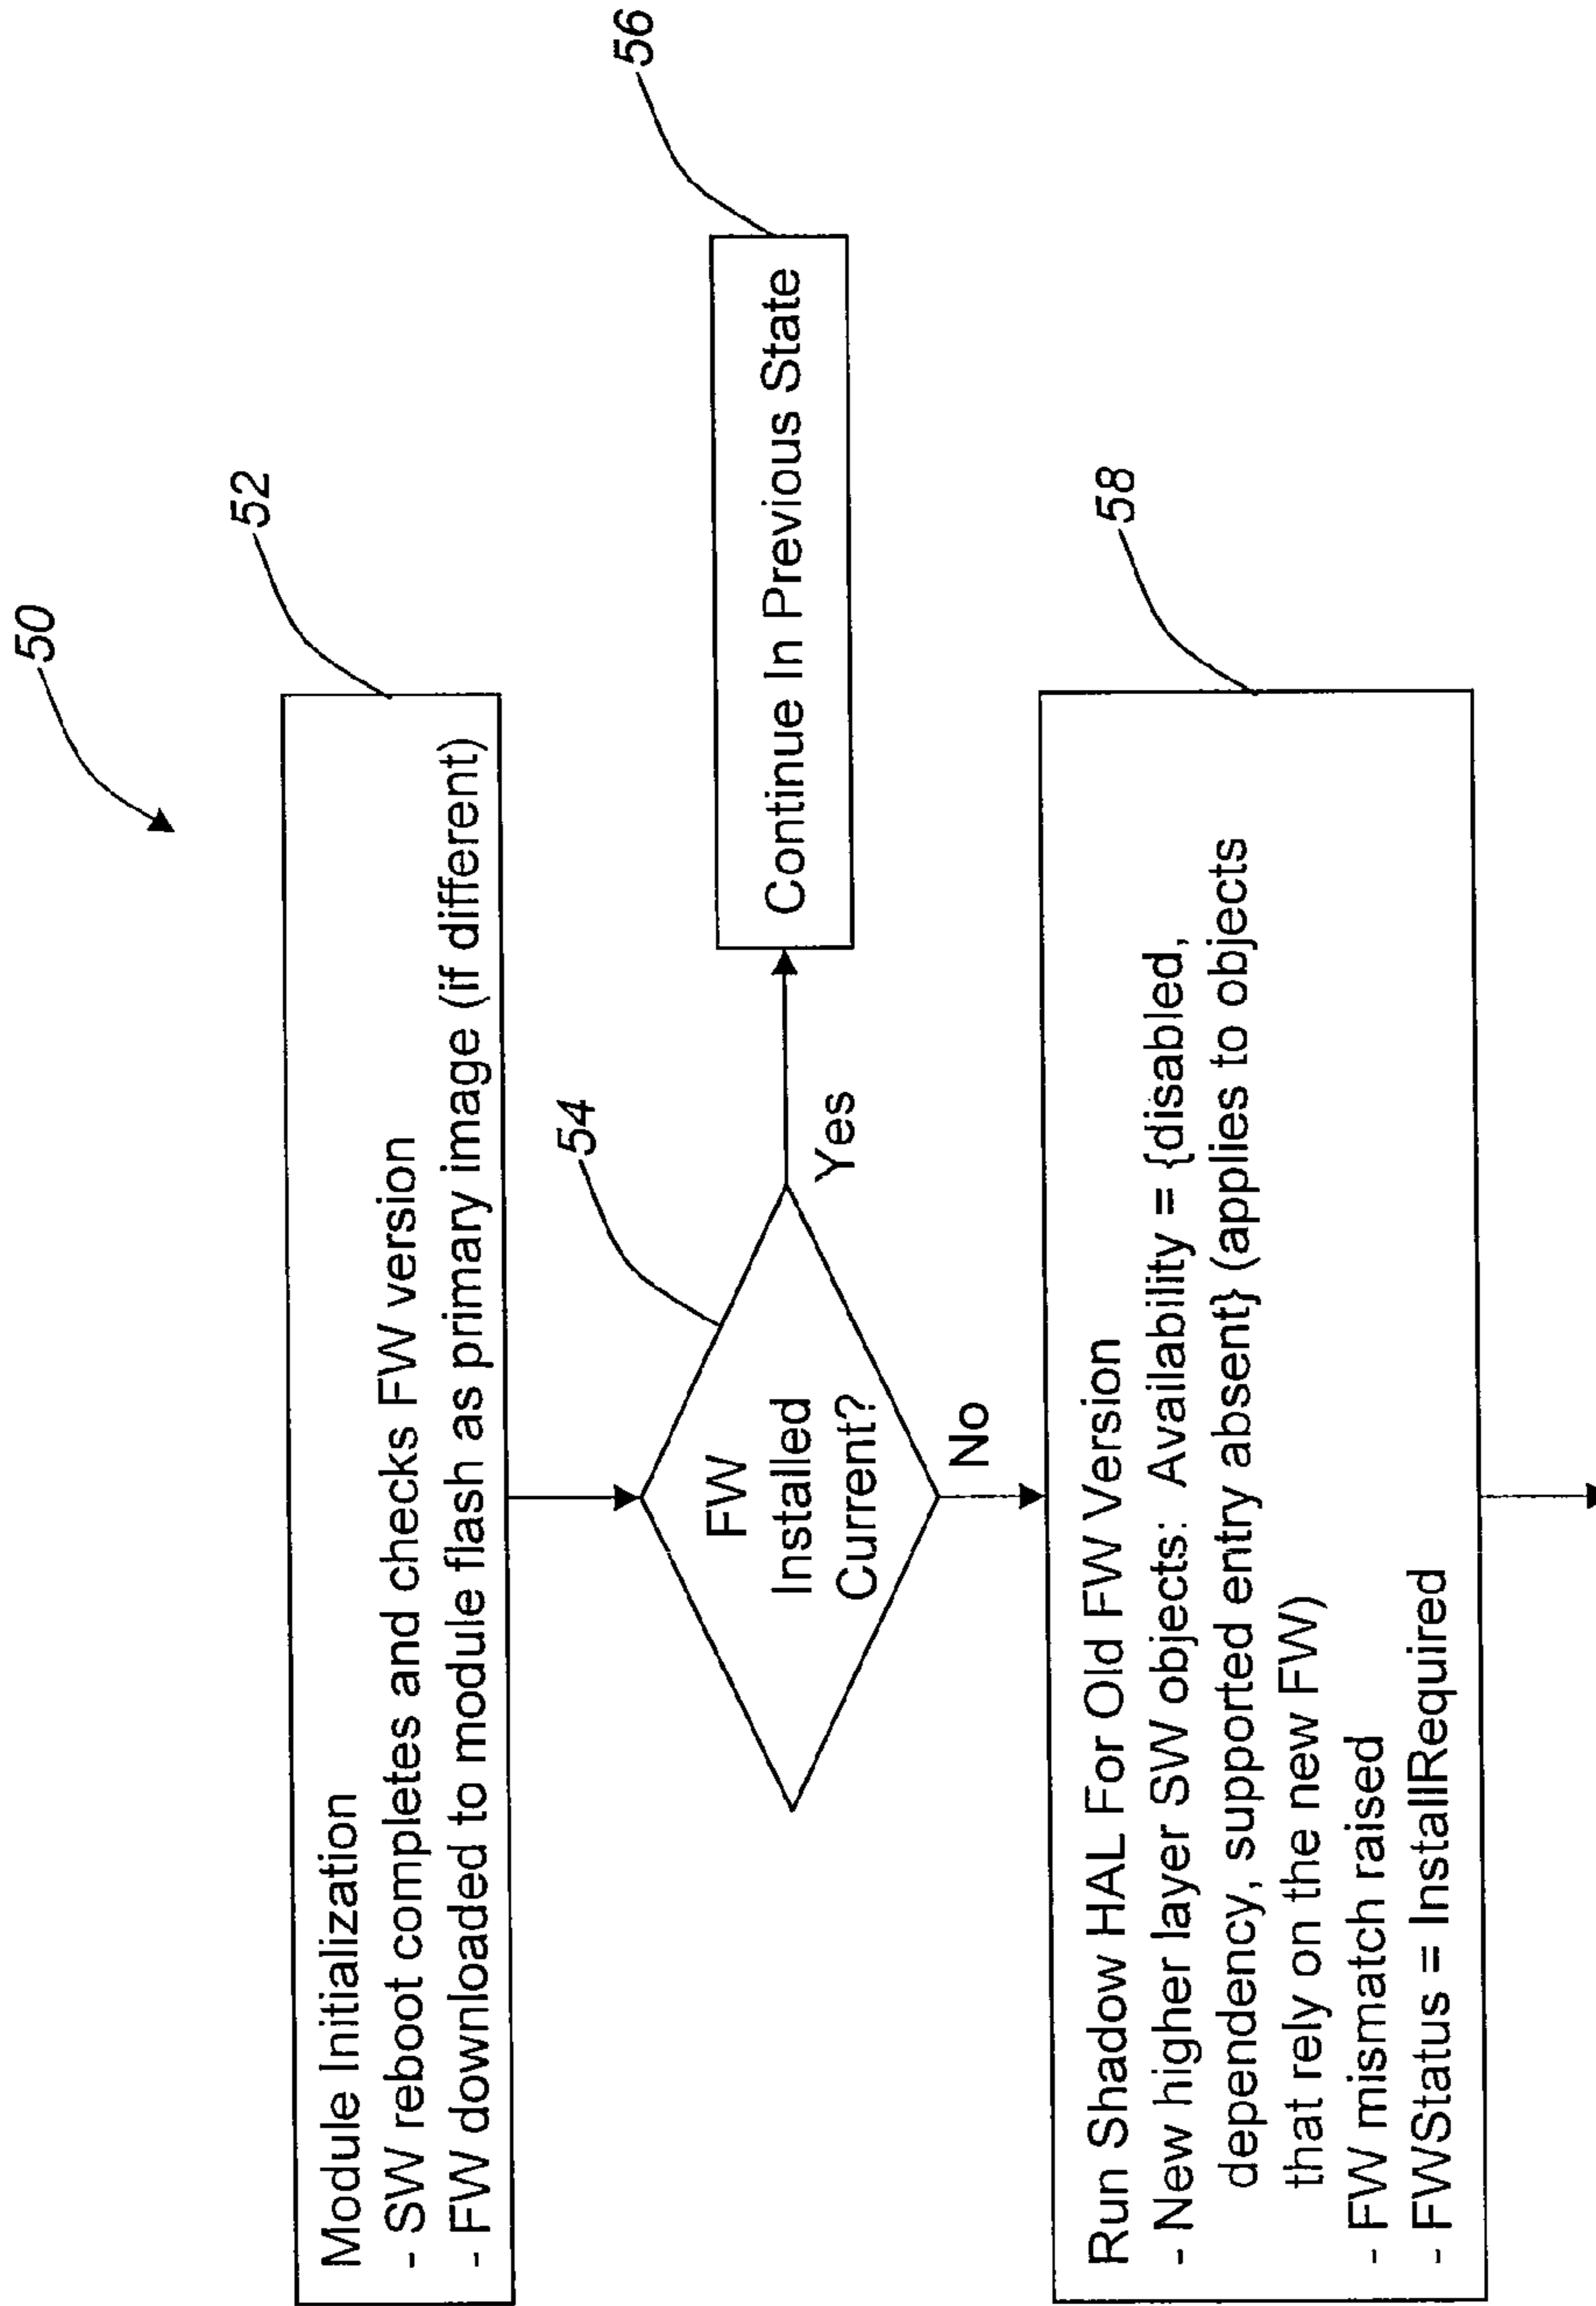 50
52
Module Initialization
- SW reboot completes and checks FW version
- FW downloaded to module flash as primary image (if different)
54
FW
Installed
Current?
Yes
56
Continue In Previous State
No
58
Run Shadow HAL For Old FW Version
- New higher layer SW objects: Availability = {disabled,
dependency, supported entry absent} (applies to objects
that rely on the new FW)
- FW mismatch raised
- FWStatus = InstallRequired